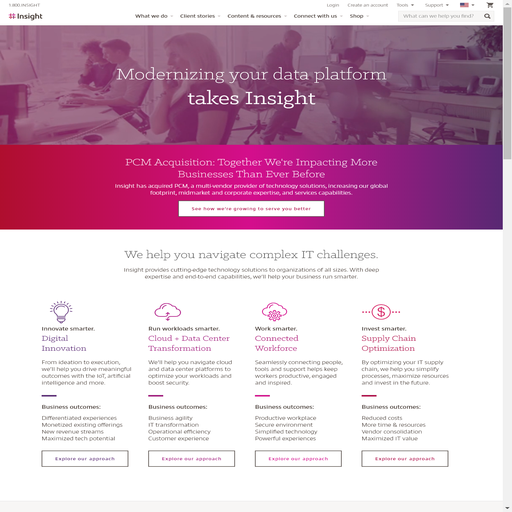 1.800.INSIGHT
Login
Create an account
Tools
Support
Insight
What we do
Client stories
Content & resources
Connect with us
Shop
What can we help you find?
Modernizing your data platform
takes Insight
PCM Acquisition: Together We're Impacting More
Businesses Than Ever Before
Insight has acquired PCM, a multi-vendor provider of technology solutions, increasing our global
footprint, midmarket and corporate expertise, and services capabilities.
See how we're growing to serve you better
We help you navigate complex IT challenges.
Insight provides cutting-edge technology solutions to organizations of all sizes. With deep
expertise and end-to-end capabilities, we'll help your business run smarter.
Innovate smarter.
Digital
Innovation
From ideation to execution,
we'll help you drive meaningful
outcomes with the IoT, artificial
intelligence and more.
Business outcomes:
Differentiated experiences
Monetized existing offerings
New revenue streams
Maximized tech potential
Explore our approach
Run workloads smarter.
Cloud + Data Center
Transformation
We'll help you navigate cloud
and data center platforms to
optimize your workloads and
boost security.
Business outcomes:
Business agility
IT transformation
Operational efficiency
Customer experience
Explore our approach
Work smarter.
Connected
Workforce
Seamlessly connecting people,
tools and support helps keep
workers productive, engaged
and inspired.
Business outcomes:
Productive workplace
Secure environment
Simplified technology
Powerful experiences
Explore our approach
Invest smarter.
Supply Chain
Optimization
By optimizing your IT supply
chain, we help you simplify
processes, maximize resources
and invest in the future.
Business outcomes:
Reduced costs
More time & resources
Vendor consolidation
Maximized IT value
Explore our approach